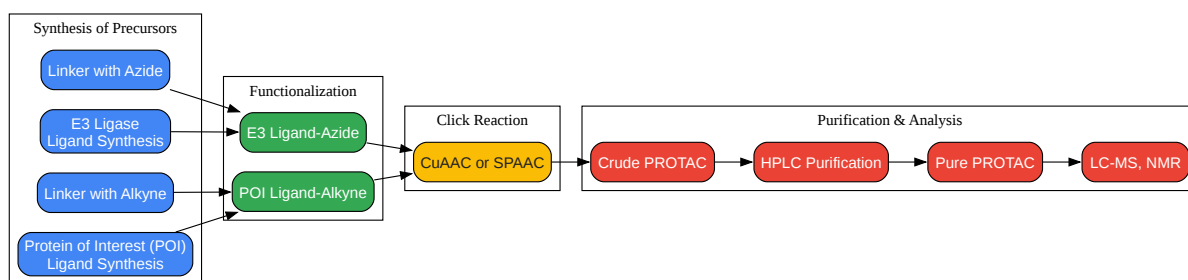 Synthesis of Precursors
Linker with Azide
E3 Ligase
Ligand Synthesis
Linker with Alkyne
Protein of Interest (POI)
Ligand Synthesis
Functionalization
E3 Ligand-Azide
POI Ligand-Alkyne
Click Reaction
CuAAC or SPAAC
Purification & Analysis
Crude PROTAC
HPLC Purification
Pure PROTAC
LC-MS, NMR